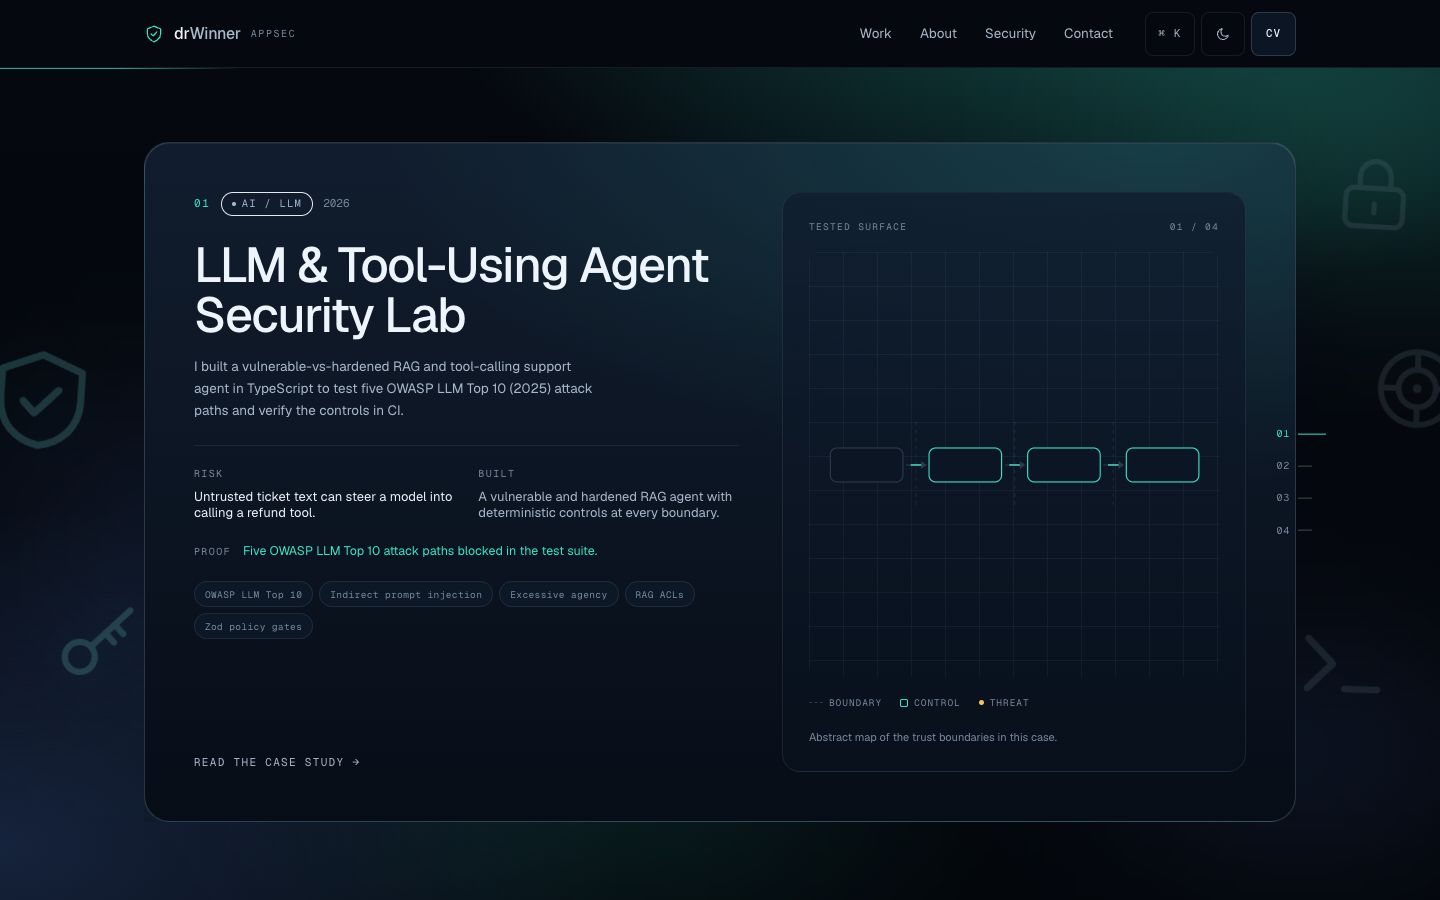 drWinner APPSEC
Work About Security Contact ⌘ K CV
01 AI / LLM 2026
LLM & Tool-Using Agent
Security Lab
I built a vulnerable-vs-hardened RAG and tool-calling support
agent in TypeScript to test five OWASP LLM Top 10 (2025) attack
paths and verify the controls in CI.
RISK
Untrusted ticket text can steer a model into
calling a refund tool.
BUILT
A vulnerable and hardened RAG agent with
deterministic controls at every boundary.
PROOF Five OWASP LLM Top 10 attack paths blocked in the test suite.
OWASP LLM Top 10 Indirect prompt injection Excessive agency RAG ACLs
Zod policy gates
READ THE CASE STUDY →
TESTED SURFACE 01 / 04
BOUNDARY CONTROL THREAT
Abstract map of the trust boundaries in this case.
01
02
03
04